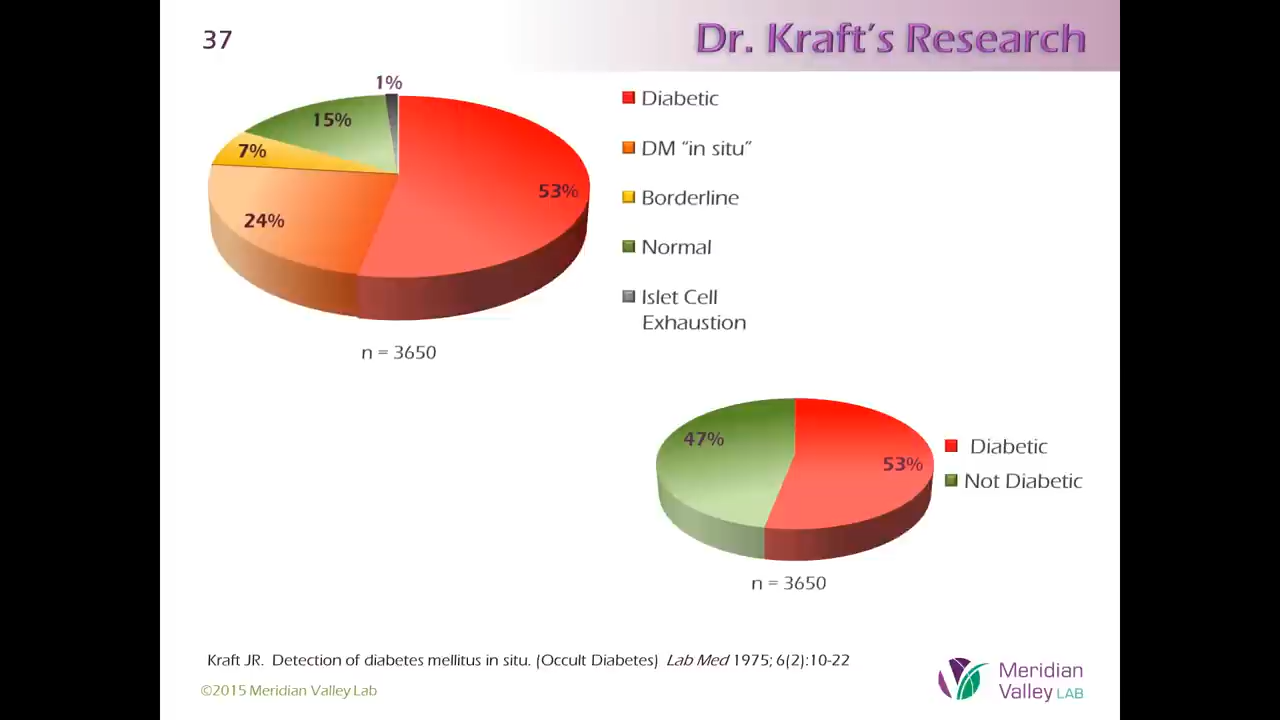 37
Dr. Kraft's Research
1%
15%
7%
53%
24%
n = 3650
Diabetic
DM "in situ"
Borderline
Normal
Islet Cell
Exhaustion
47%
53%
n = 3650
Diabetic
Not Diabetic
Kraft JR. Detection of diabetes mellitus in situ. (Occult Diabetes) Lab Med 1975; 6(2):10-22
©2015 Meridian Valley Lab
Meridian
Valley LAB